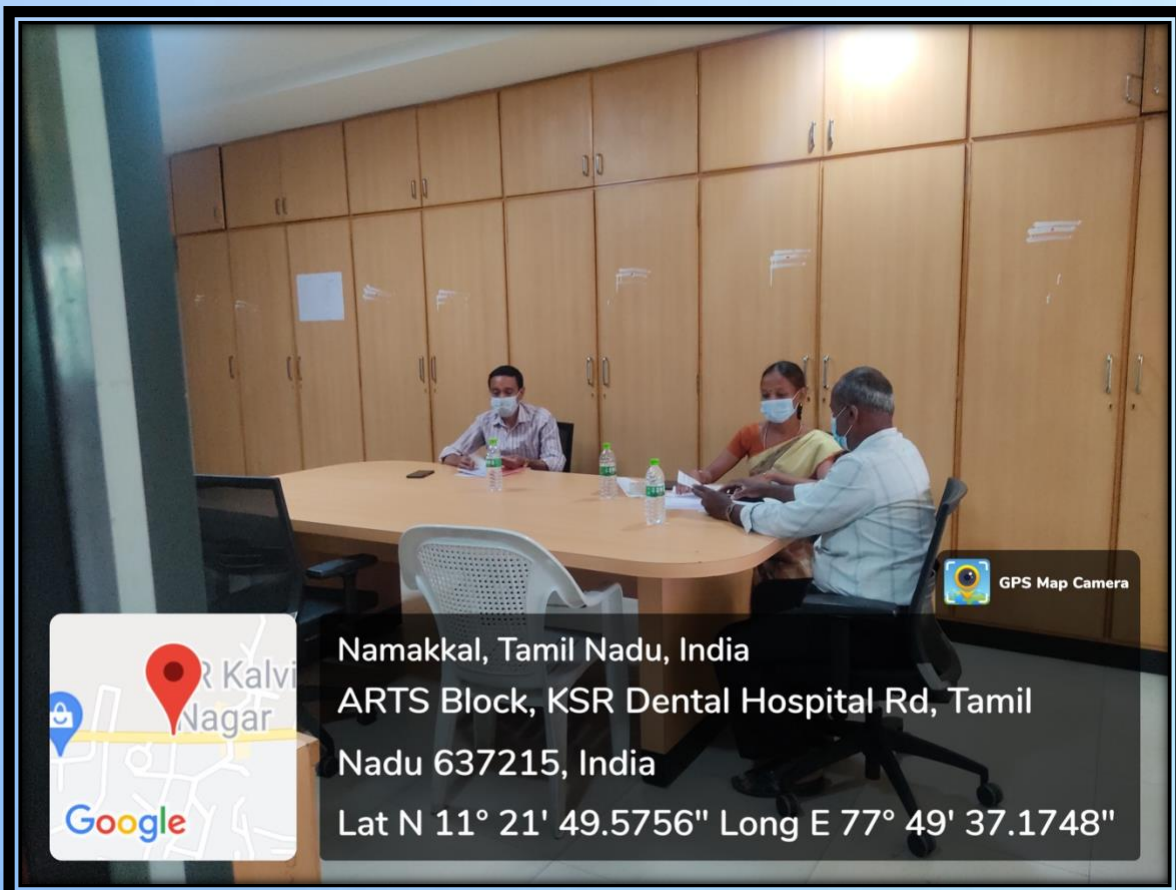 GPS Map Camera
R Kalvi
Nagar
Google
Namakkal, Tamil Nadu, India
ARTS Block, KSR Dental Hospital Rd, Tamil
Nadu 637215, India
Lat N 11° 21' 49.5756" Long E 77° 49' 37.1748"